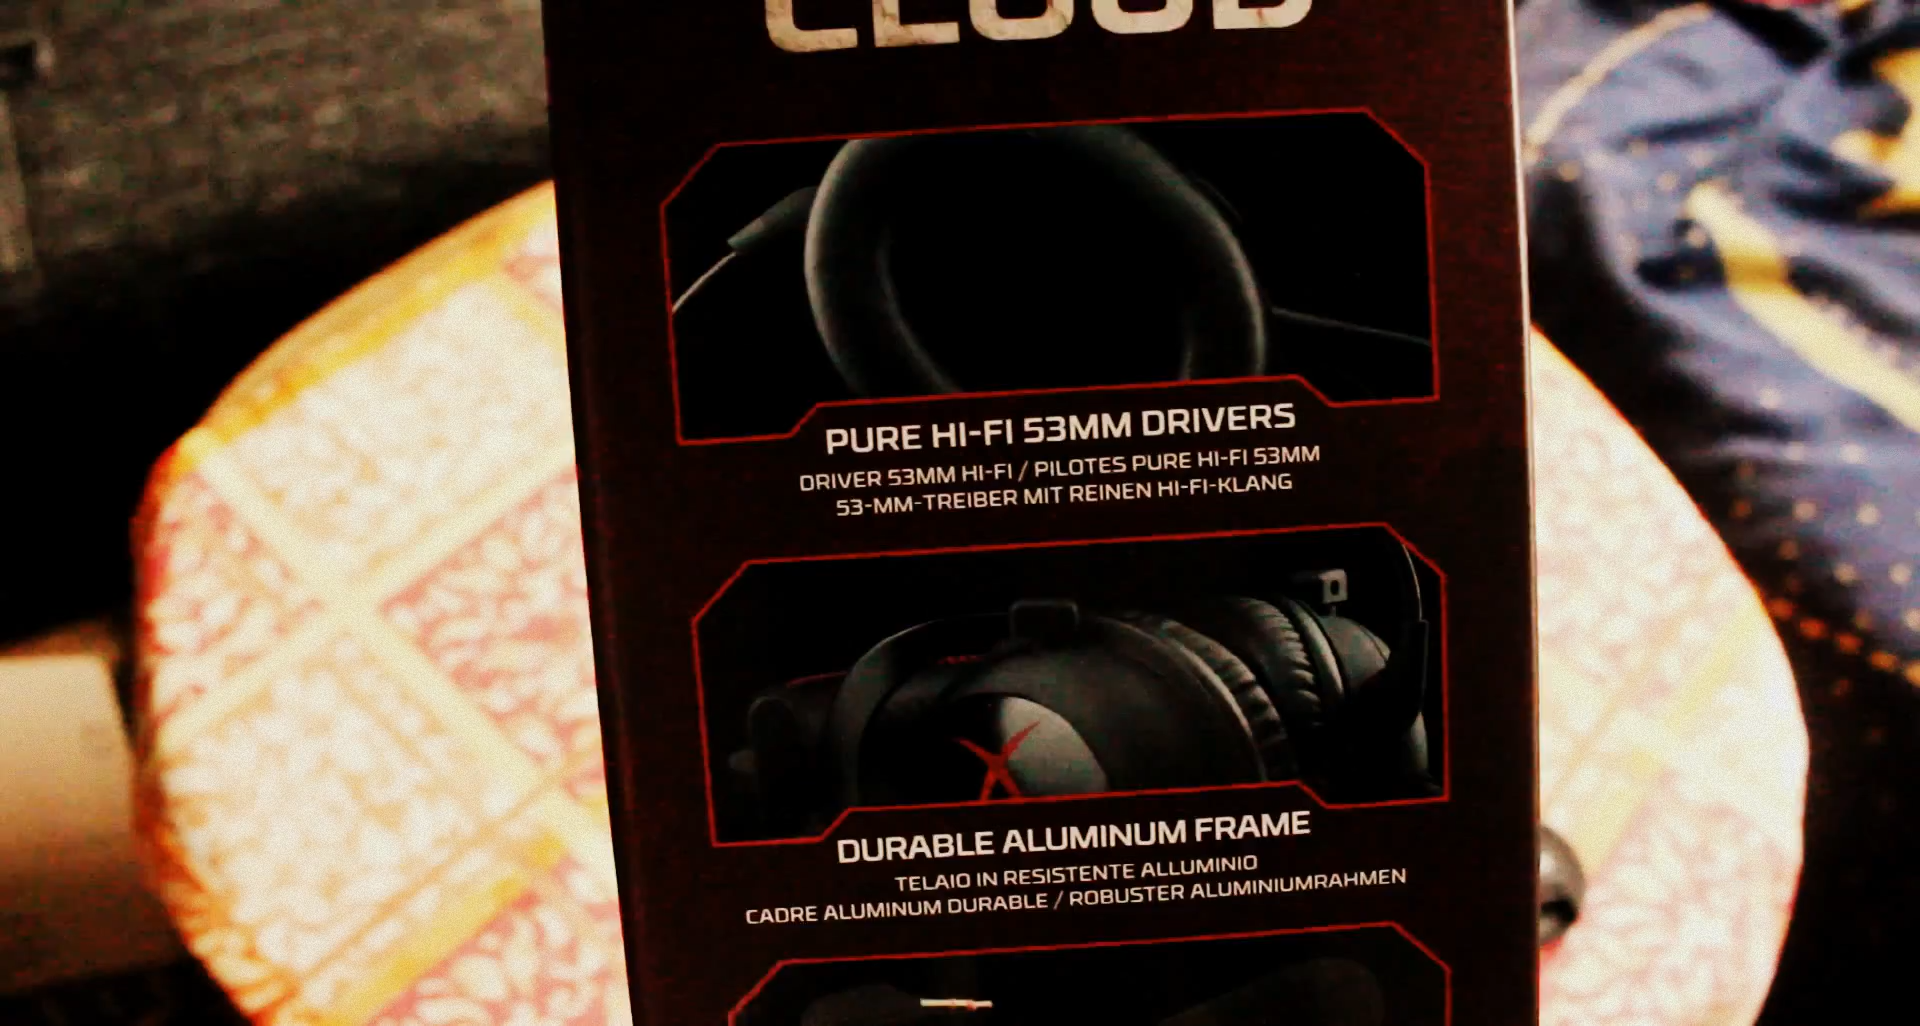 CLOUD
PURE HI-FI 53MM DRIVERS
DRIVER 53MM HI-FI / PILOTES PURE HI-FI 53MM
53-MM-TREIBER MIT REINEN HI-FI-KLANG
DURABLE ALUMINUM FRAME
TELAIO IN RESISTENTE ALLUMINIO
CADRE ALUMINUM DURABLE / ROBUSTER ALUMINIUMRAHMEN